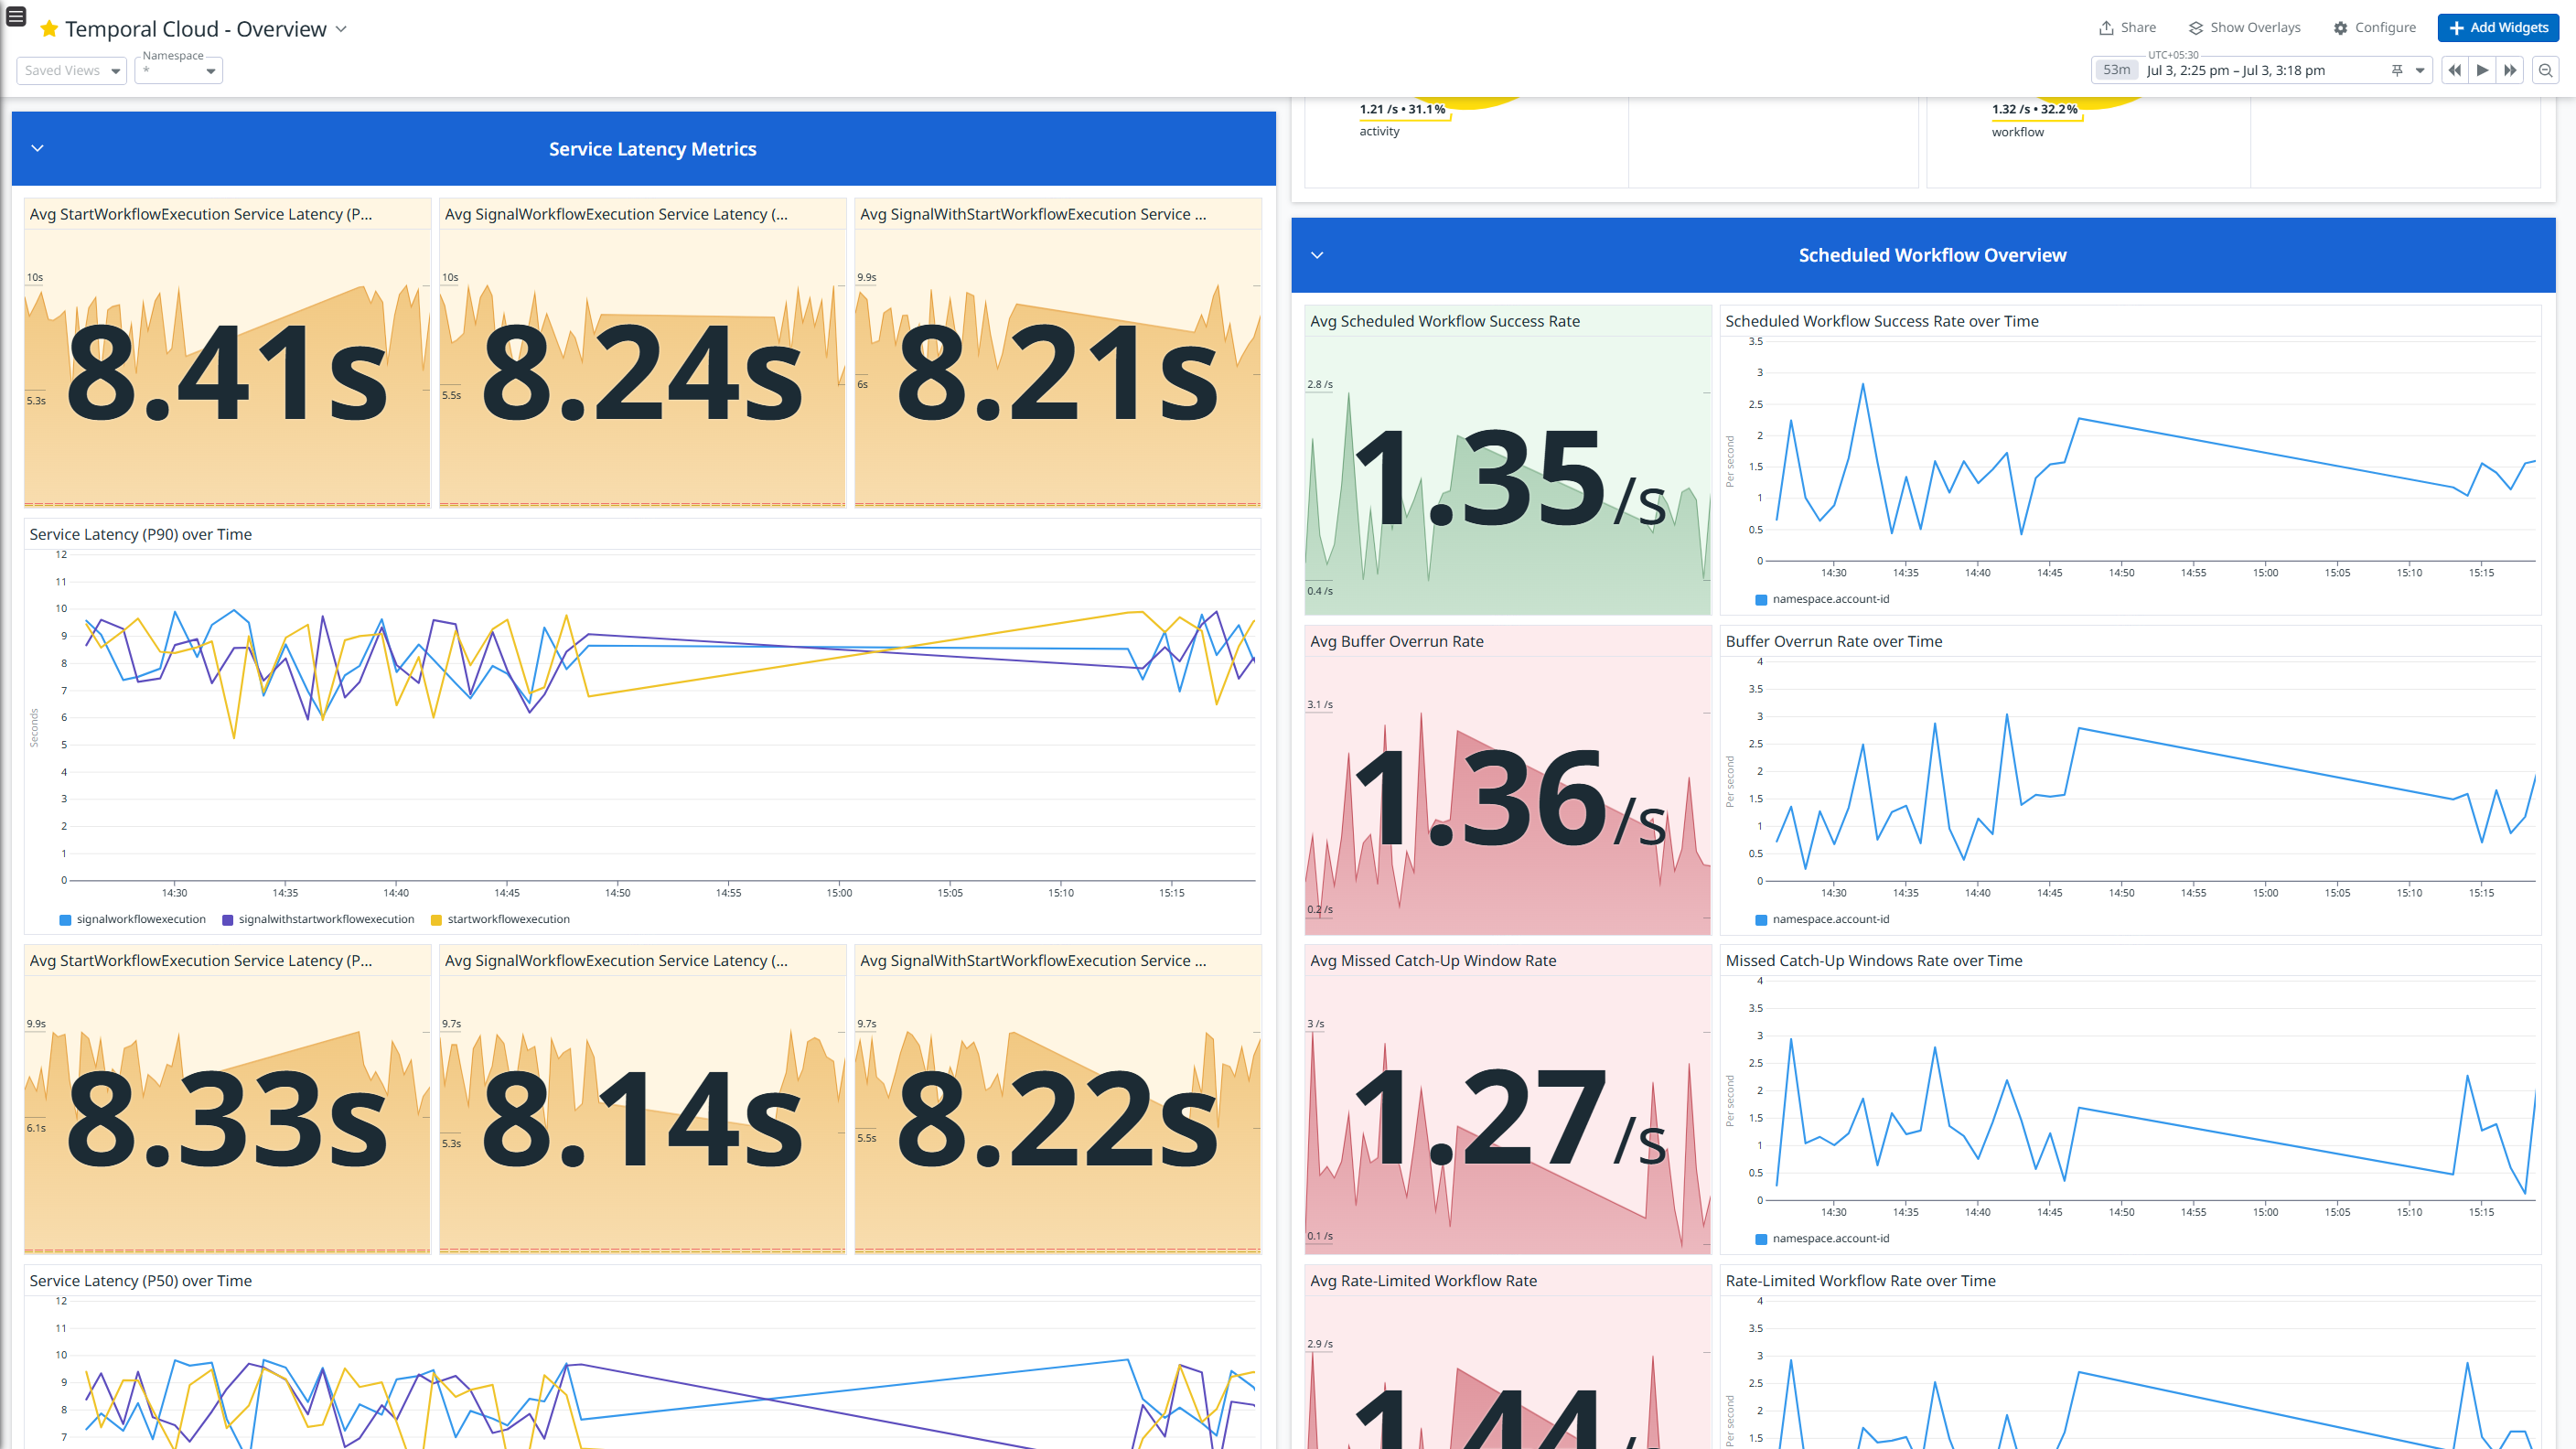 Temporal Cloud - Overview
Share
Show Overlays
Configure
Add Widgets
Saved Views
Namespace
*
UTC+05:30
53m
Jul 3, 2:25 pm – Jul 3, 3:18 pm
Service Latency Metrics
Avg StartWorkflowExecution Service Latency (P...
10s
5.3s
8.41s
Avg SignalWorkflowExecution Service Latency (...
10s
5.5s
8.24s
Avg SignalWithStartWorkflowExecution Service ...
9.9s
6s
8.21s
Service Latency (P90) over Time
Seconds
12
11
10
9
8
7
6
5
4
3
2
1
0
14:30 14:35 14:40 14:45 14:50 14:55 15:00 15:05 15:10 15:15
signalworkflowexecution signalwithstartworkflowexecution startworkflowexecution
Avg StartWorkflowExecution Service Latency (P...
9.9s
6.1s
8.33s
Avg SignalWorkflowExecution Service Latency (...
9.7s
5.3s
8.14s
Avg SignalWithStartWorkflowExecution Service ...
9.7s
5.5s
8.22s
Service Latency (P50) over Time
12
11
10
9
8
7
1.21 /s • 31.1%
activity
1.32 /s • 32.2%
workflow
Scheduled Workflow Overview
Avg Scheduled Workflow Success Rate
2.8 /s
0.4 /s
1.35/s
Scheduled Workflow Success Rate over Time
Per second
3.5
3
2.5
2
1.5
1
0.5
0
14:30 14:35 14:40 14:45 14:50 14:55 15:00 15:05 15:10 15:15
namespace.account-id
Avg Buffer Overrun Rate
3.1 /s
0.2 /s
1.36/s
Buffer Overrun Rate over Time
Per second
4
3.5
3
2.5
2
1.5
1
0.5
0
14:30 14:35 14:40 14:45 14:50 14:55 15:00 15:05 15:10 15:15
namespace.account-id
Avg Missed Catch-Up Window Rate
3 /s
0.1 /s
1.27/s
Missed Catch-Up Windows Rate over Time
Per second
4
3.5
3
2.5
2
1.5
1
0.5
0
14:30 14:35 14:40 14:45 14:50 14:55 15:00 15:05 15:10 15:15
namespace.account-id
Avg Rate-Limited Workflow Rate
2.9 /s
1.44
Rate-Limited Workflow Rate over Time
Per second
4
3.5
3
2.5
2
1.5